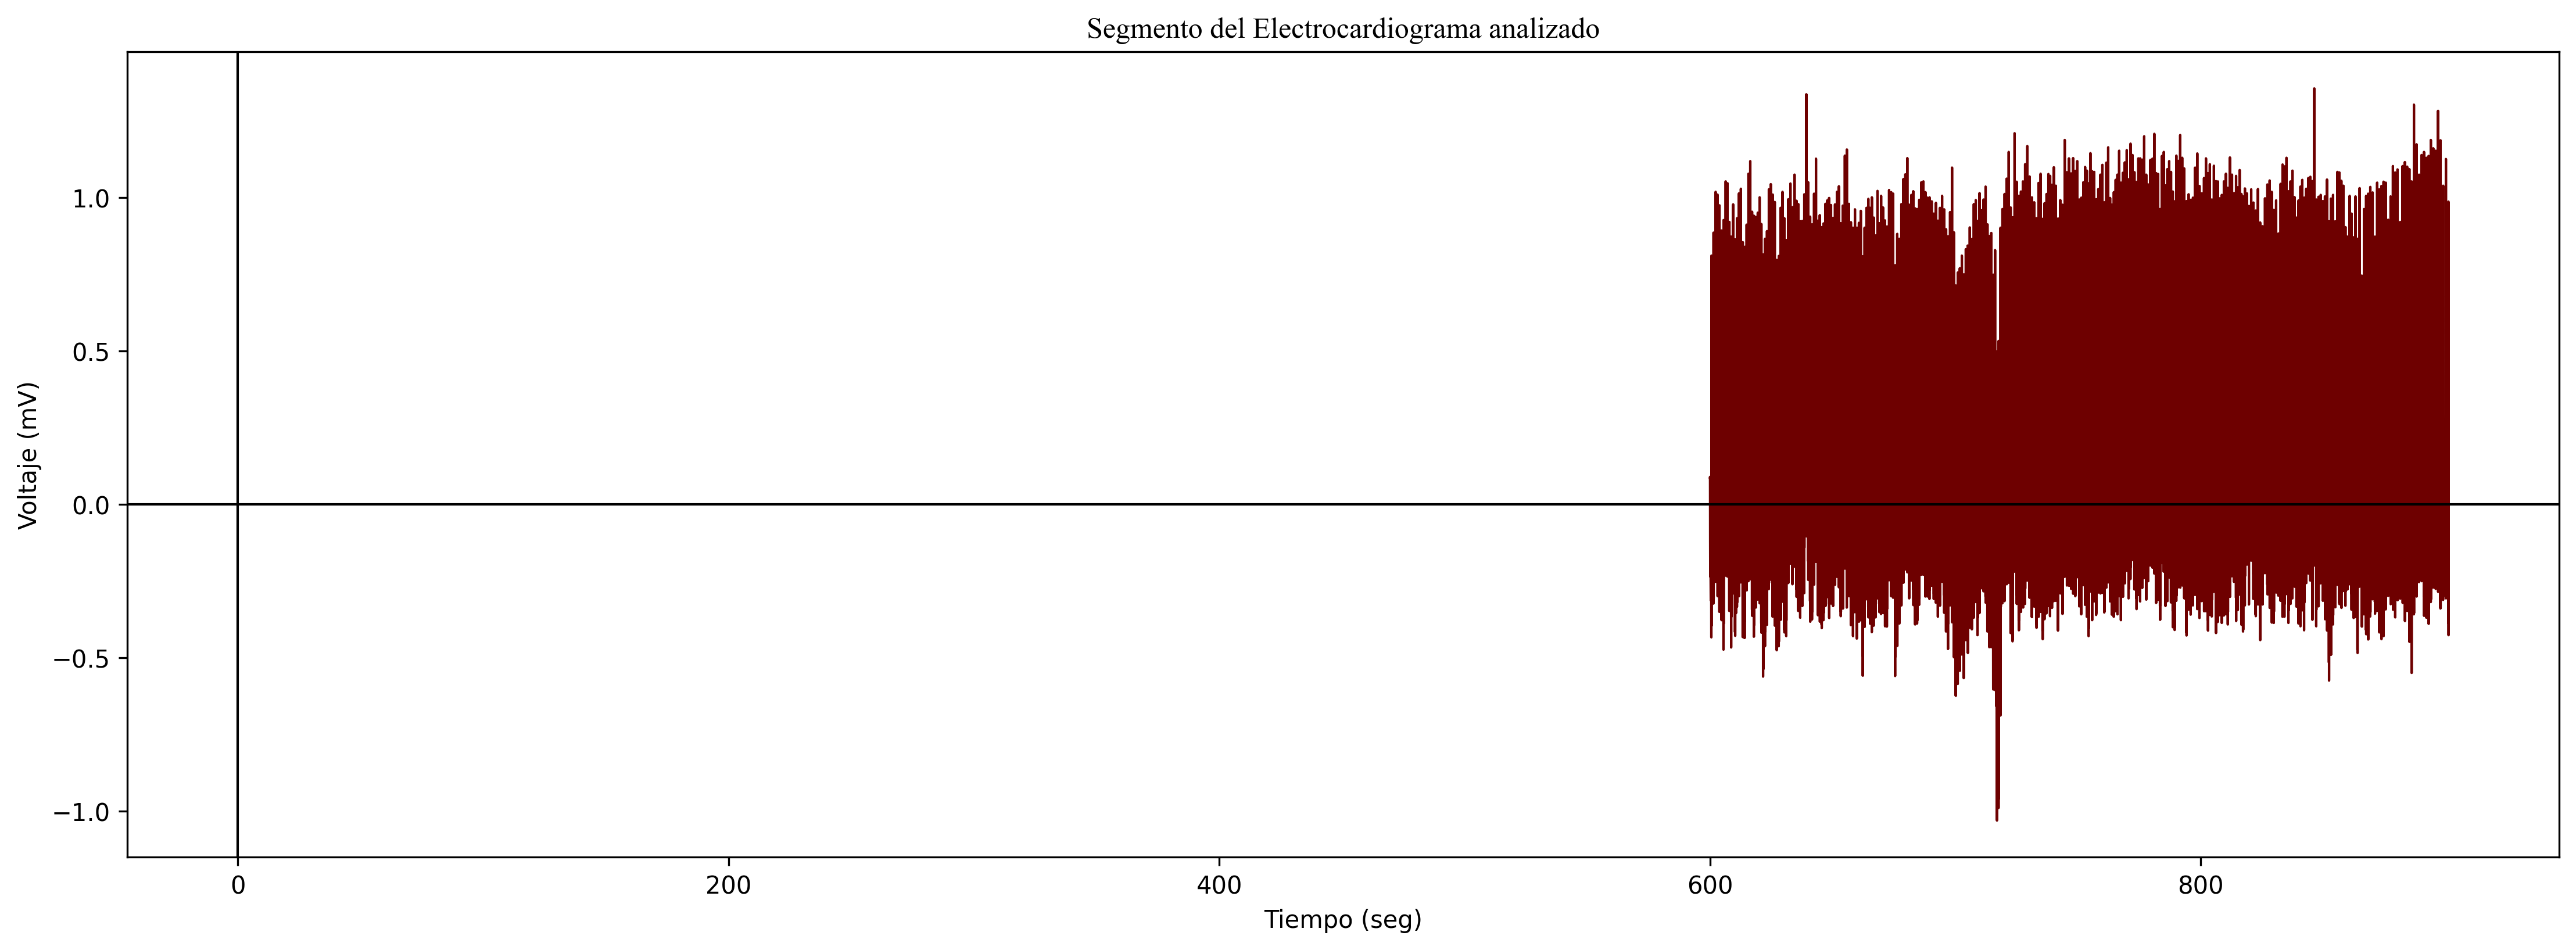 Segmento del Electrocardiograma analizado
Voltaje (mV)
1.0
0.5
0.0
−0.5
−1.0
0 200 400 600 800
Tiempo (seg)